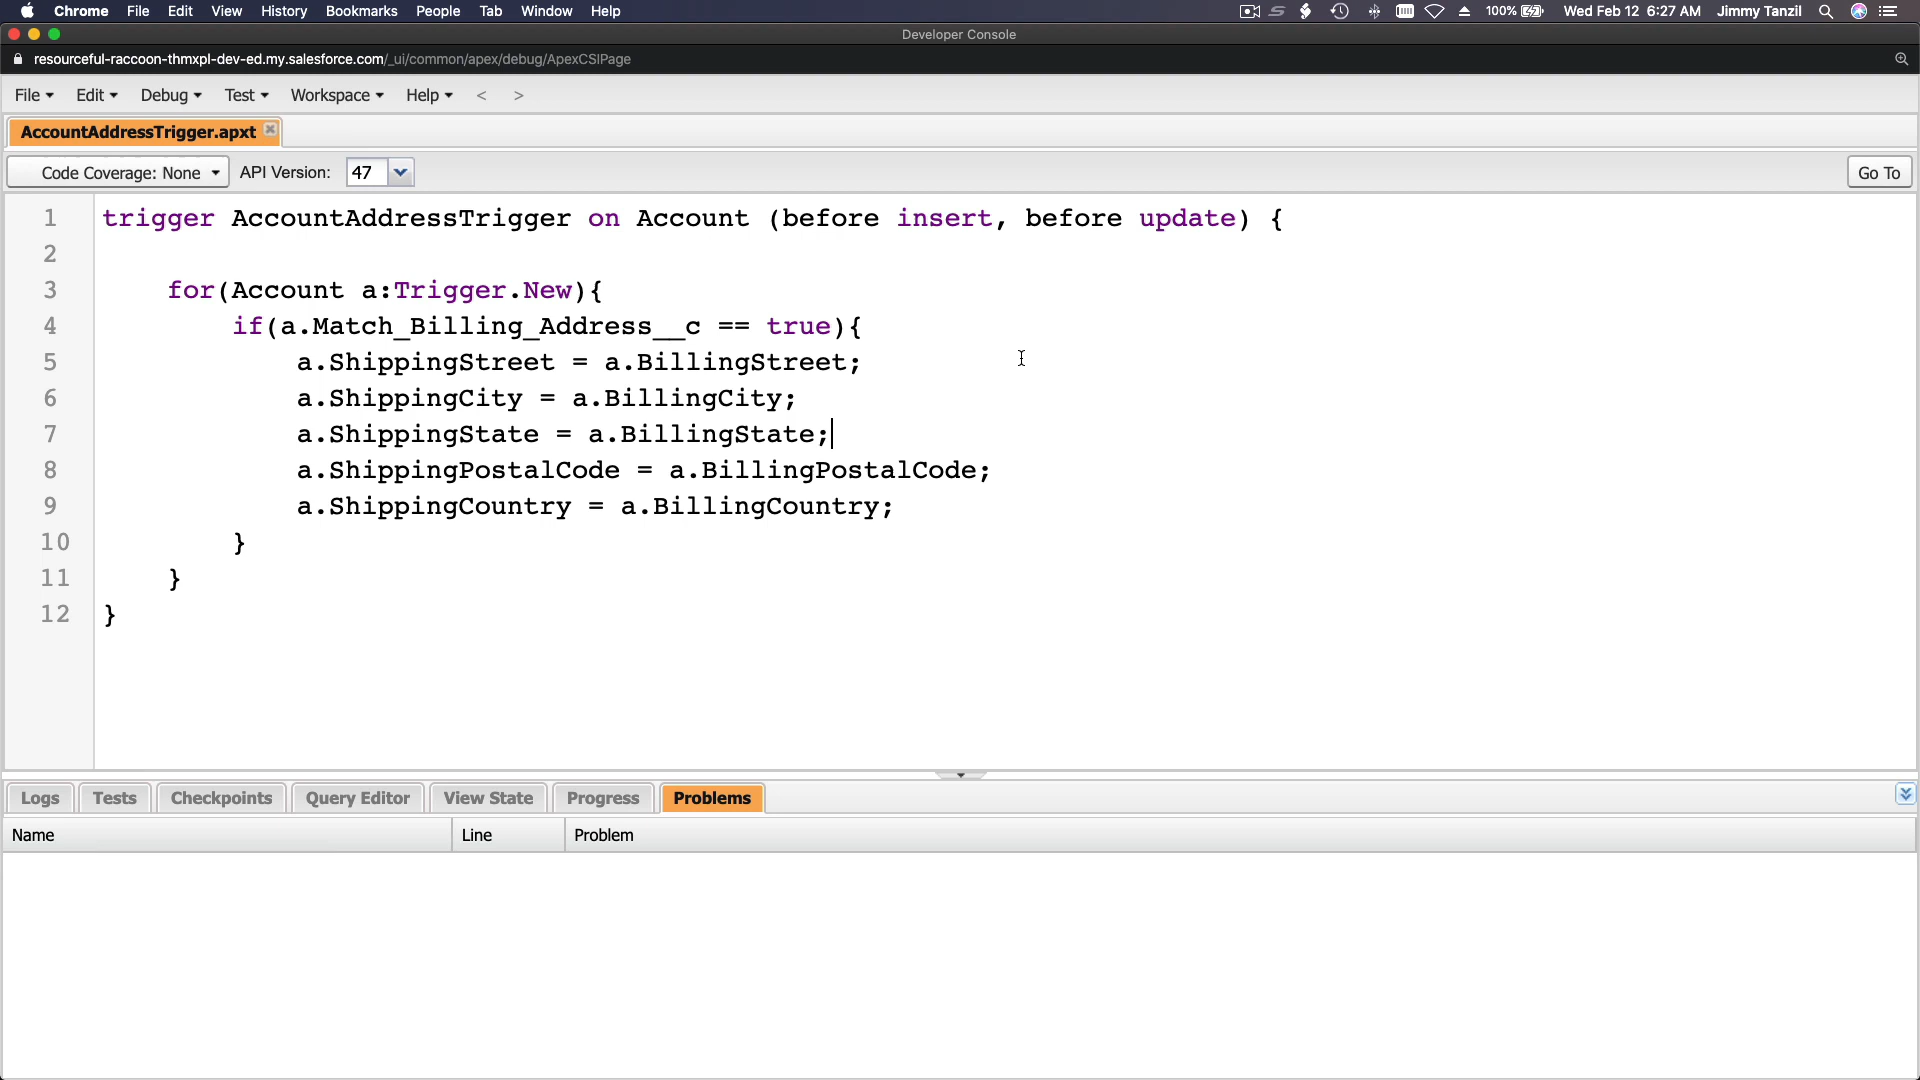 Chrome File Edit View History Bookmarks People Tab Window Help 100% Wed Feb 12 6:27 AM Jimmy Tanzil
Developer Console
resourceful-raccoon-thmxpl-dev-ed.my.salesforce.com/_ui/common/apex/debug/ApexCSIPage
File Edit Debug Test Workspace Help < >
AccountAddressTrigger.apxt
Code Coverage: None API Version: 47 Go To
1 trigger AccountAddressTrigger on Account (before insert, before update) {
2
3 for(Account a:Trigger.New){
4 if(a.Match_Billing_Address__c == true){
5 a.ShippingStreet = a.BillingStreet;
6 a.ShippingCity = a.BillingCity;
7 a.ShippingState = a.BillingState;
8 a.ShippingPostalCode = a.BillingPostalCode;
9 a.ShippingCountry = a.BillingCountry;
10 }
11 }
12 }
Logs Tests Checkpoints Query Editor View State Progress Problems
Name Line Problem